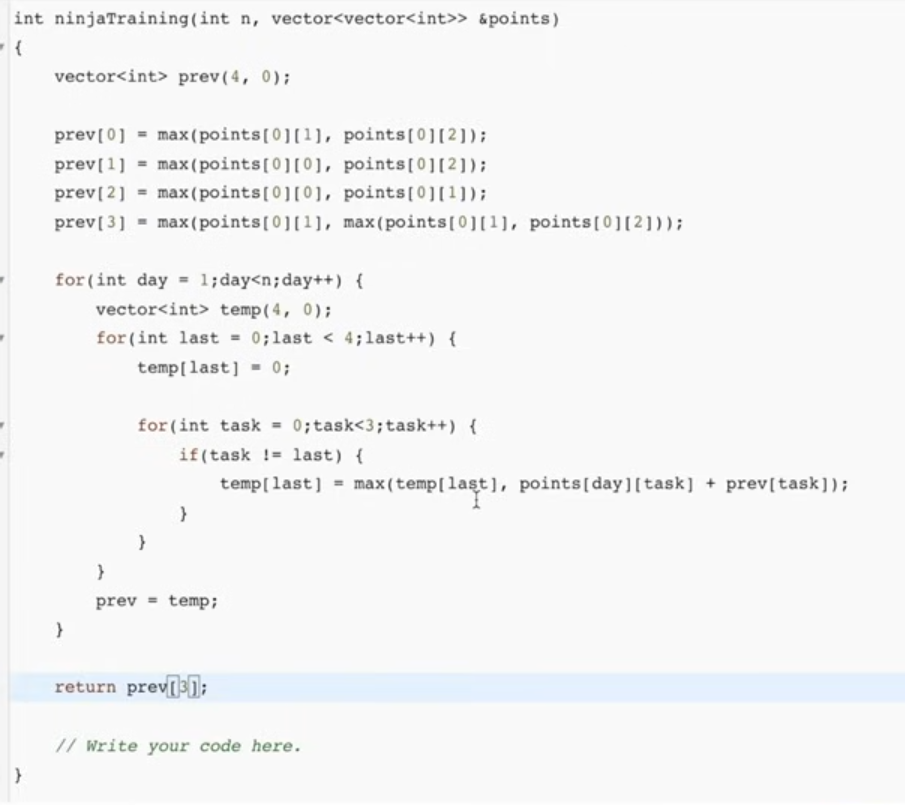 int ninjaTraining(int n, vector<vector<int>> &points)
{
    vector<int> prev(4, 0);

    prev[0] = max(points[0][1], points[0][2]);
    prev[1] = max(points[0][0], points[0][2]);
    prev[2] = max(points[0][0], points[0][1]);
    prev[3] = max(points[0][1], max(points[0][1], points[0][2]));

    for(int day = 1;day<n;day++) {
        vector<int> temp(4, 0);
        for(int last = 0;last < 4;last++) {
            temp[last] = 0;

            for(int task = 0;task<3;task++) {
                if(task != last) {
                    temp[last] = max(temp[last], points[day][task] + prev[task]);
                }
            }
        }
        prev = temp;
    }

    return prev[3];

    // Write your code here.
}